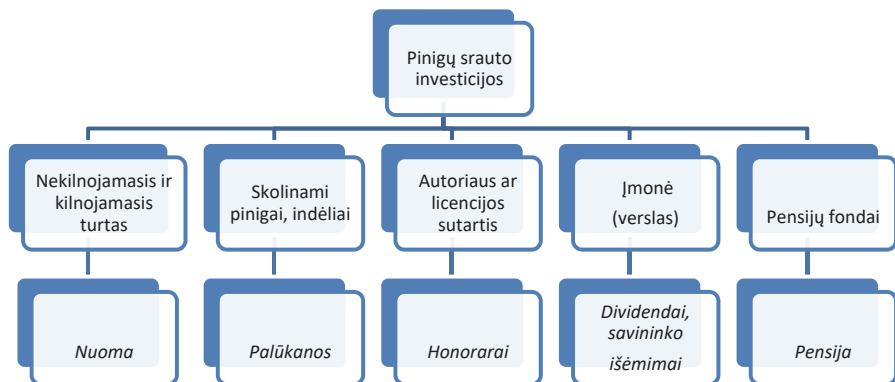 Pinigų srauto
investicijos
Nekilnojamasis ir
kilnojamasis
turtas
Skolinami
pinigai, indėliai
Autoriaus ar
licencijos
sutartis
Įmonė
(verslas)
Pensijų fondai
Nuoma
Palūkanos
Honorarai
Dividendai,
savininko
išėmimai
Pensija